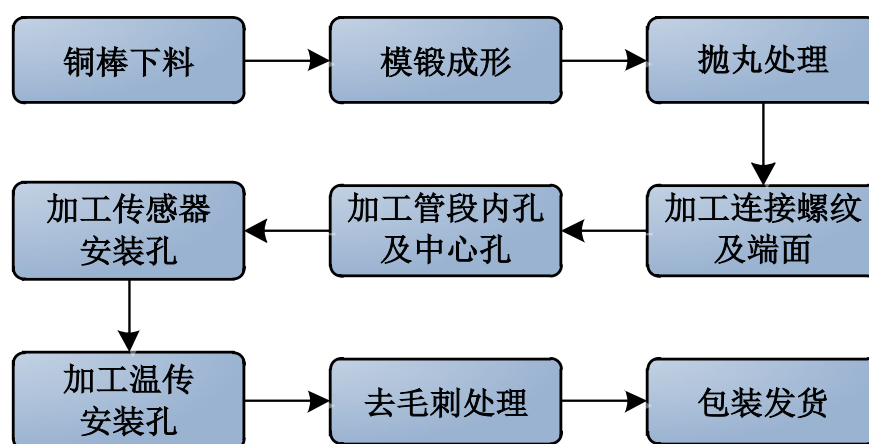 铜棒下料
模锻成形
抛丸处理
加工连接螺纹
及端面
加工管段内孔
及中心孔
加工传感器
安装孔
加工温传
安装孔
去毛刺处理
包装发货